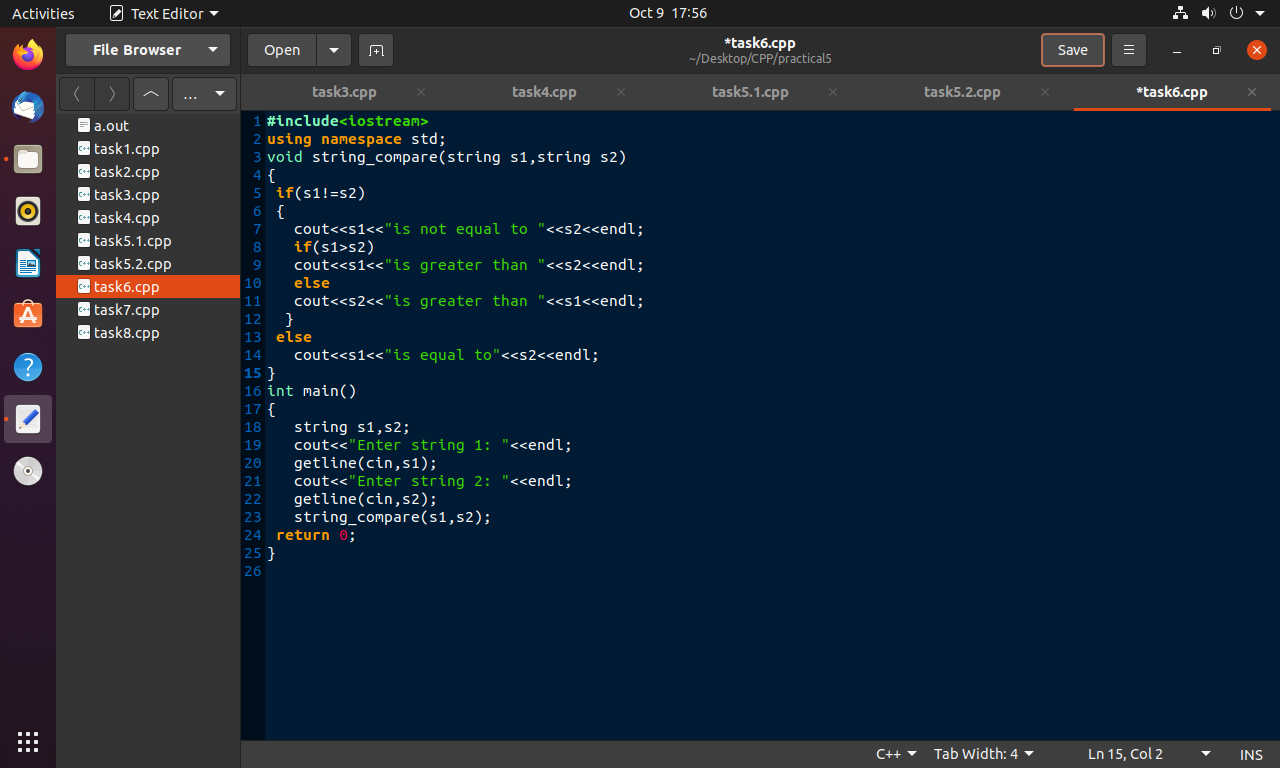 Activities Text Editor Oct 9 17:56
File Browser Open *task6.cpp Save
~/Desktop/CPP/practical5
... task3.cpp task4.cpp task5.1.cpp task5.2.cpp *task6.cpp
a.out
task1.cpp
task2.cpp
task3.cpp
task4.cpp
task5.1.cpp
task5.2.cpp
task6.cpp
task7.cpp
task8.cpp
1 #include<iostream>
2 using namespace std;
3 void string_compare(string s1,string s2)
4 {
5  if(s1!=s2)
6  {
7    cout<<s1<<"is not equal to "<<s2<<endl;
8    if(s1>s2)
9    cout<<s1<<"is greater than "<<s2<<endl;
10    else
11    cout<<s2<<"is greater than "<<s1<<endl;
12   }
13  else
14    cout<<s1<<"is equal to"<<s2<<endl;
15 }
16 int main()
17 {
18    string s1,s2;
19    cout<<"Enter string 1: "<<endl;
20    getline(cin,s1);
21    cout<<"Enter string 2: "<<endl;
22    getline(cin,s2);
23    string_compare(s1,s2);
24  return 0;
25 }
26
C++ Tab Width: 4 Ln 15, Col 2 INS